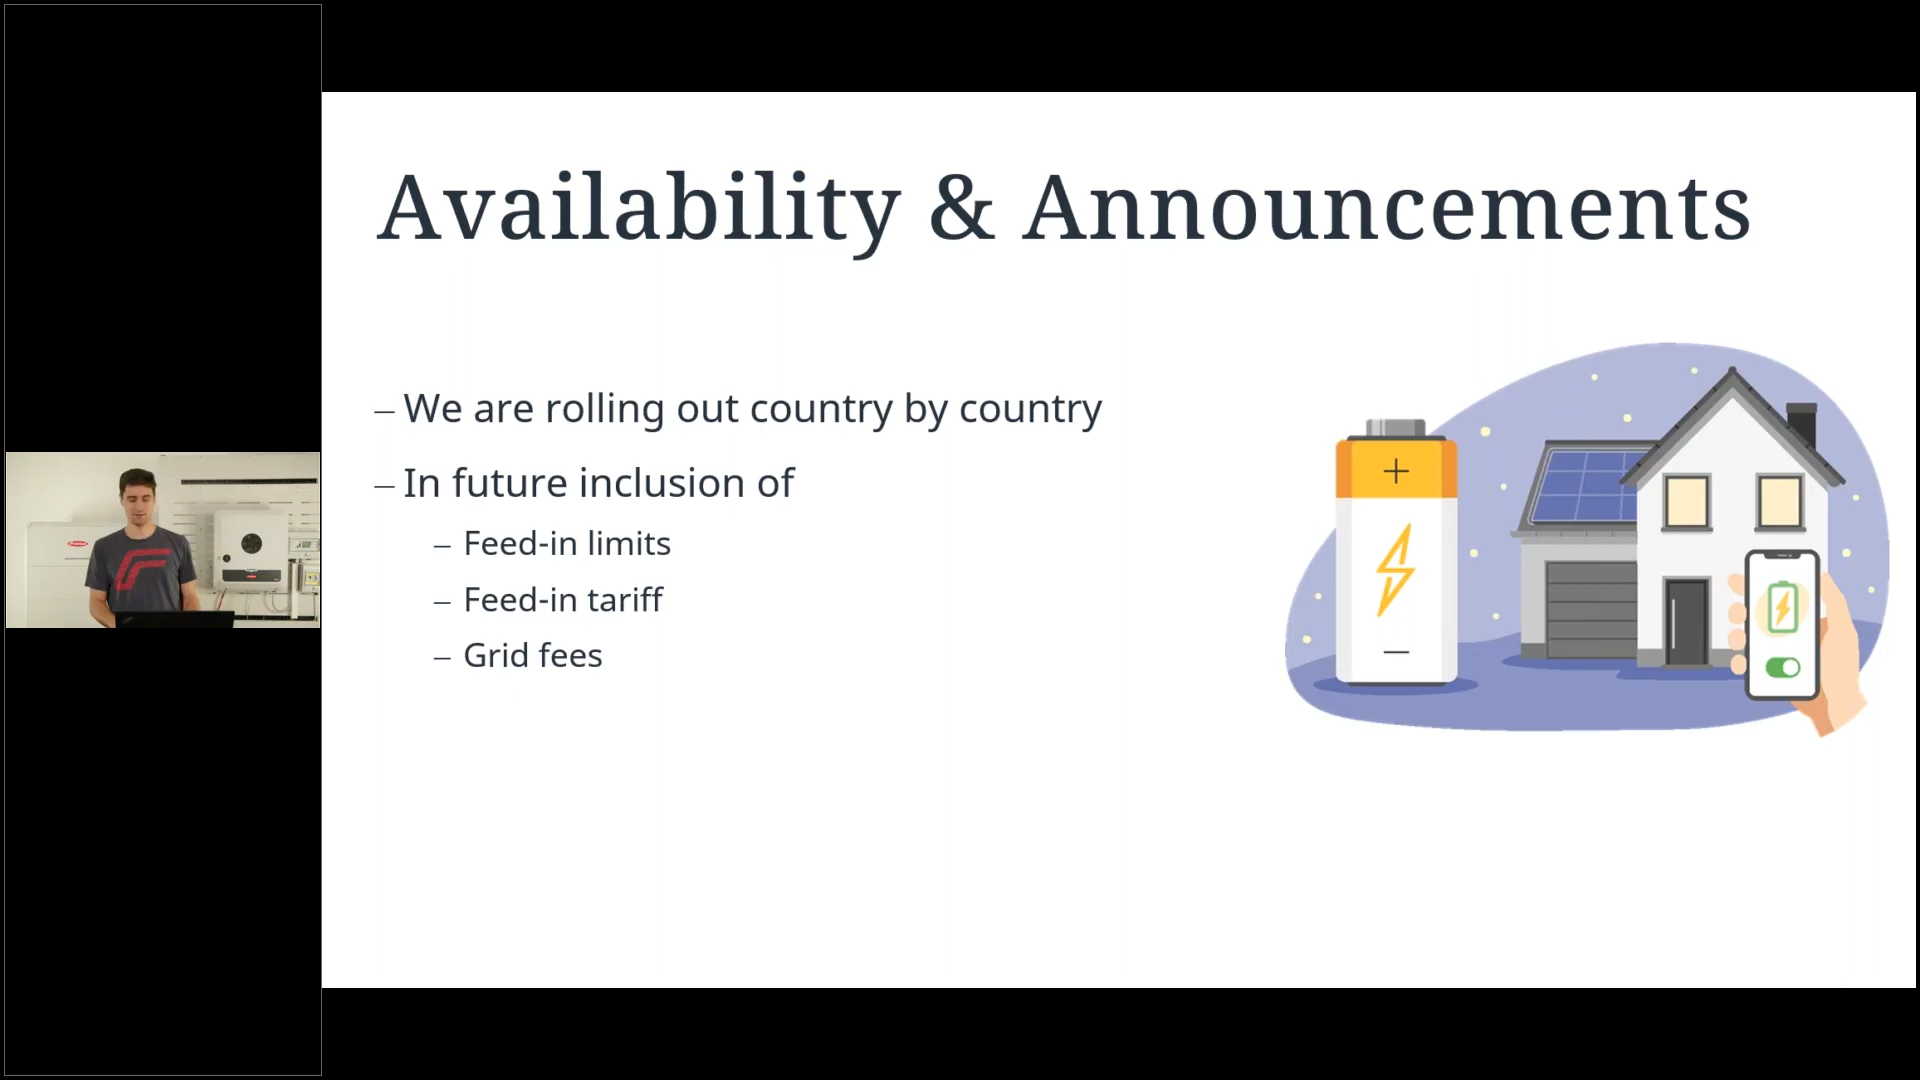 Availability & Announcements
– We are rolling out country by country
– In future inclusion of
– Feed-in limits
– Feed-in tariff
– Grid fees